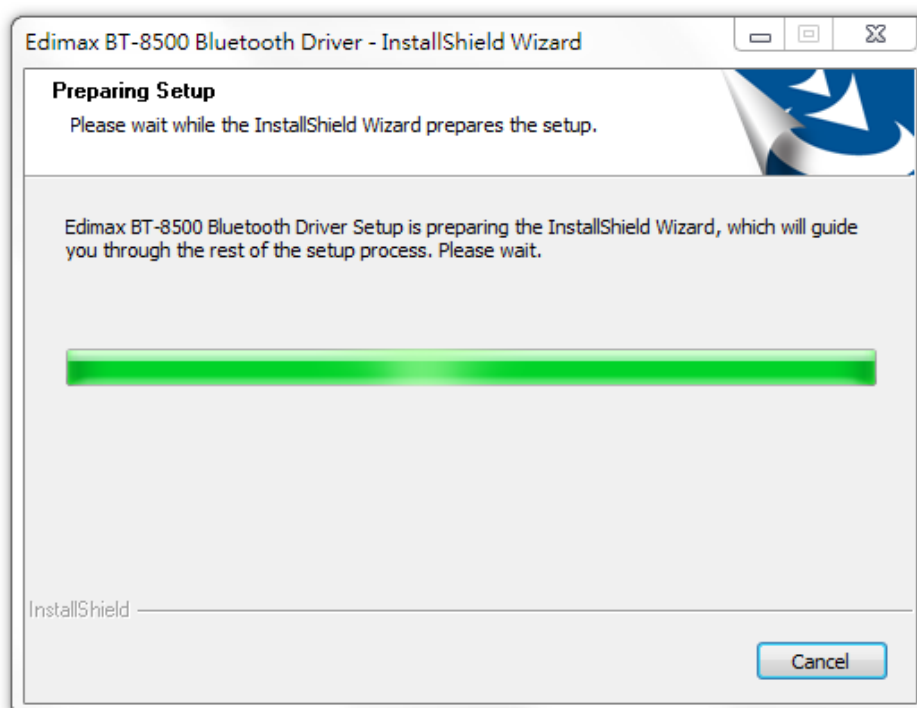 Edimax BT-8500 Bluetooth Driver - InstallShield Wizard
Preparing Setup
Please wait while the InstallShield Wizard prepares the setup.
Edimax BT-8500 Bluetooth Driver Setup is preparing the InstallShield Wizard, which will guide
you through the rest of the setup process. Please wait.
InstallShield
Cancel